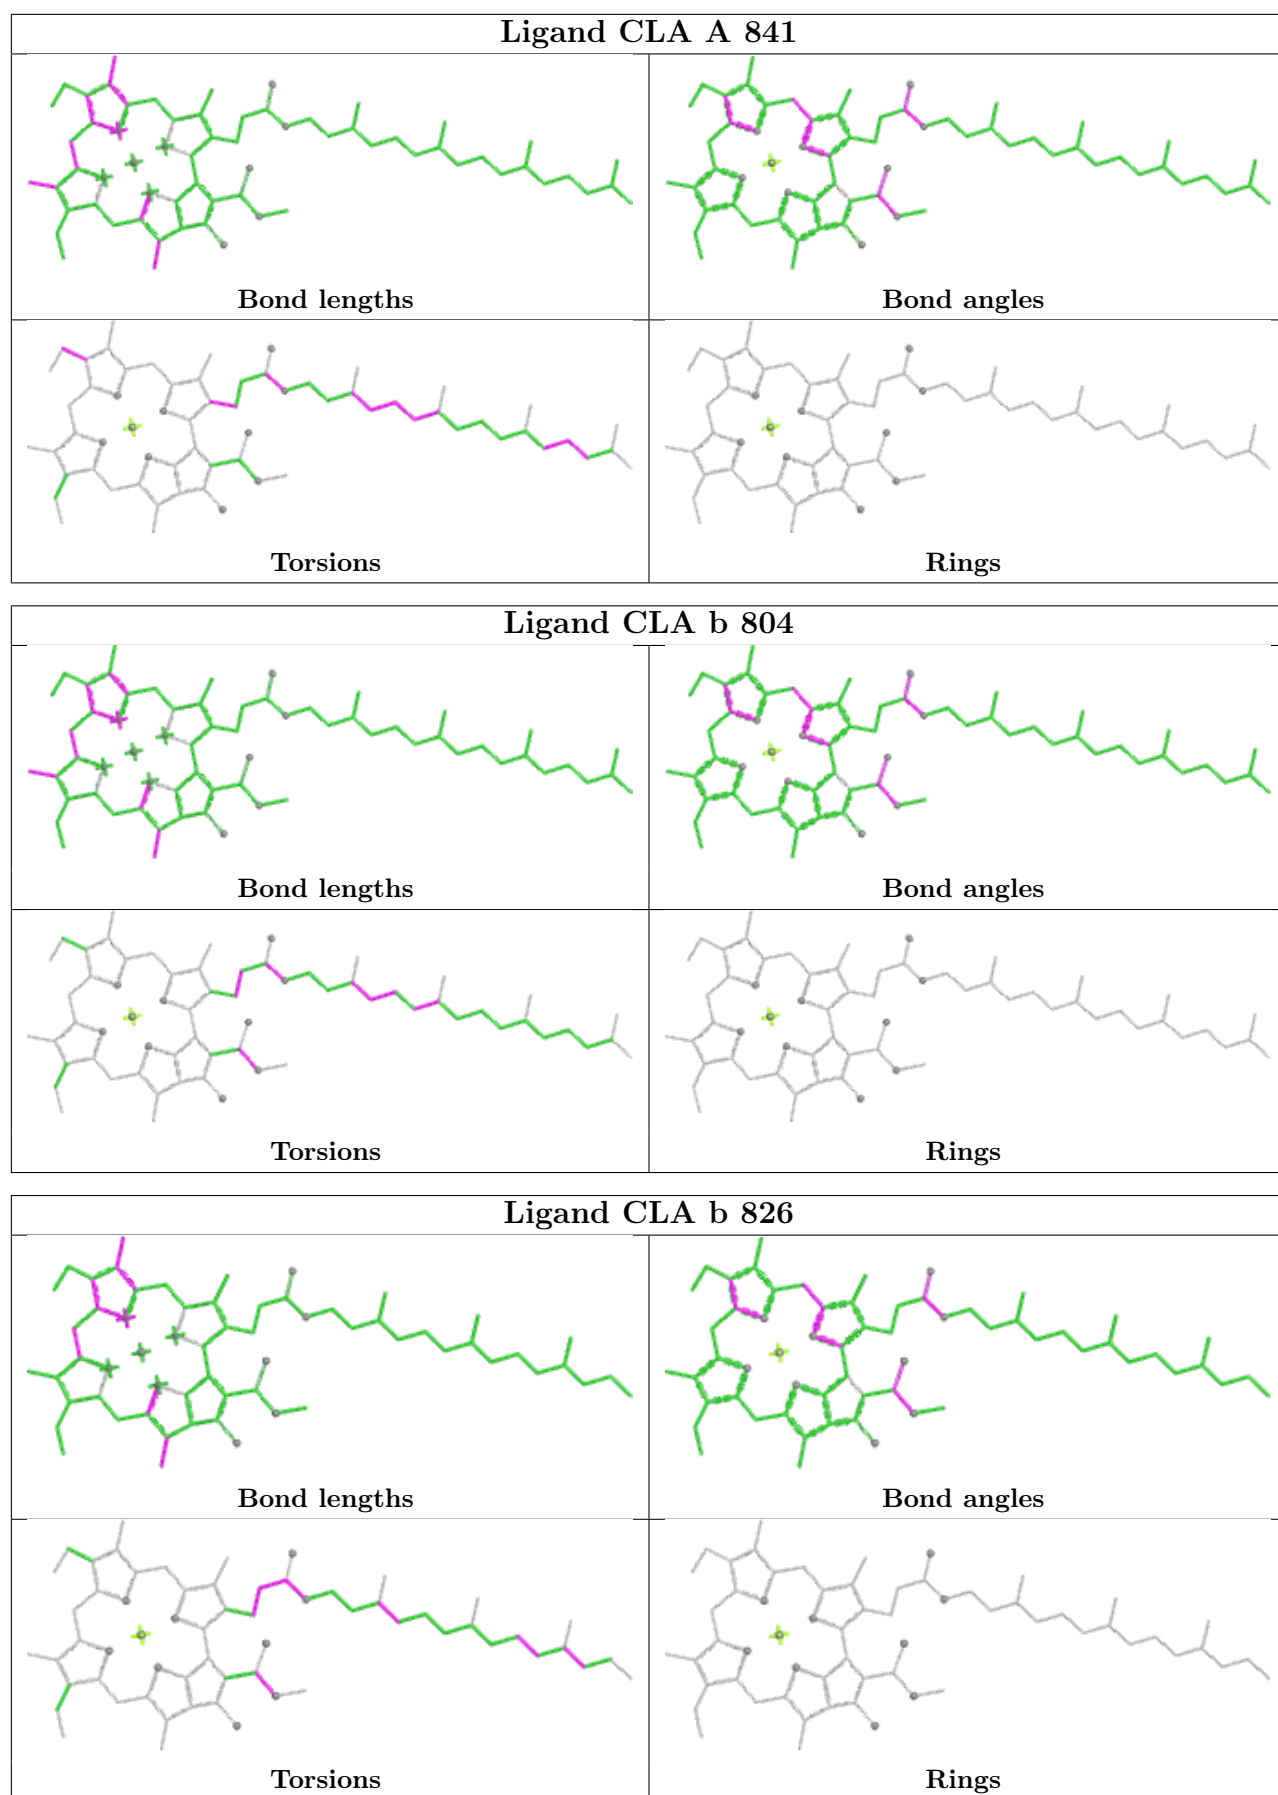 Ligand CLA A 841
Bond lengths
Bond angles
Torsions
Rings
Ligand CLA b 804
Bond lengths
Bond angles
Torsions
Rings
Ligand CLA b 826
Bond lengths
Bond angles
Torsions
Rings